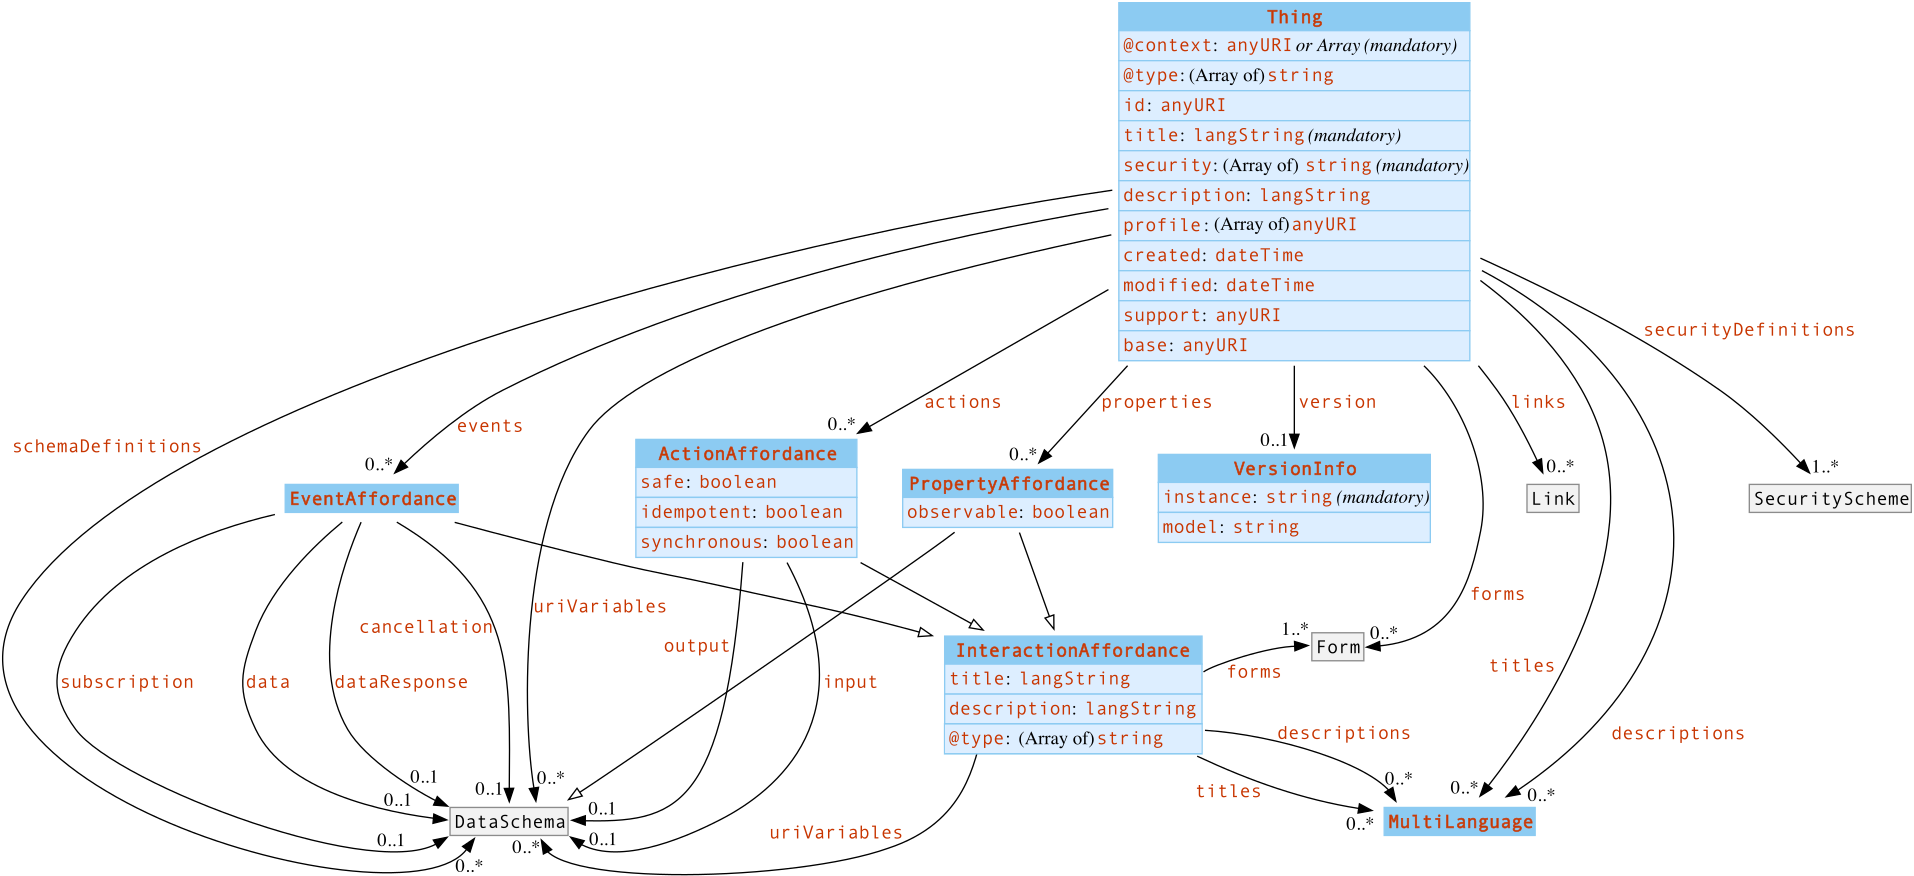 Thing
@context: anyURI or Array (mandatory)
@type: (Array of) string
id: anyURI
title: langString (mandatory)
security: (Array of) string (mandatory)
description: langString
profile: (Array of) anyURI
created: dateTime
modified: dateTime
support: anyURI
base: anyURI
securityDefinitions
actions
properties
version
links
events
schemaDefinitions
0..*
0..*
0..*
0..1
0..*
1..*
ActionAffordance
safe: boolean
idempotent: boolean
synchronous: boolean
EventAffordance
PropertyAffordance
observable: boolean
VersionInfo
instance: string (mandatory)
model: string
Link
SecurityScheme
uriVariables
cancellation
output
forms
subscription
data
dataResponse
input
InteractionAffordance
title: langString
description: langString
@type: (Array of) string
1..*
Form
0..*
forms
titles
descriptions
descriptions
titles
0..*
0..*
0..*
0..*
MultiLanguage
uriVariables
0..1
0..1
0..1
0..*
0..1
0..1
0..1
0..*
0..*
DataSchema